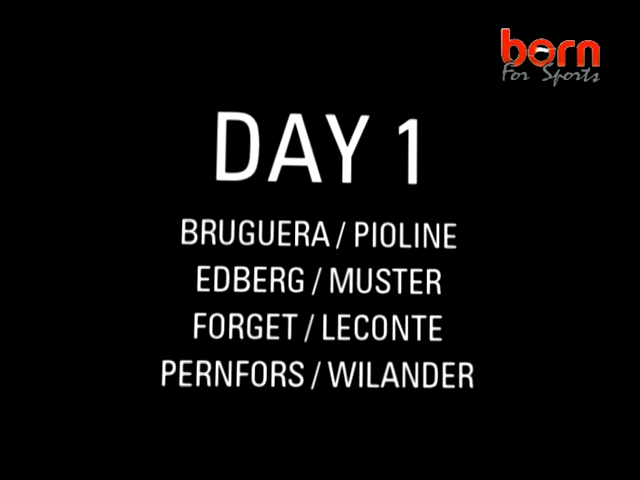 born
For Sports
DAY 1
BRUGUERA / PIOLINE
EDBERG / MUSTER
FORGET / LECONTE
PERNFORS / WILANDER